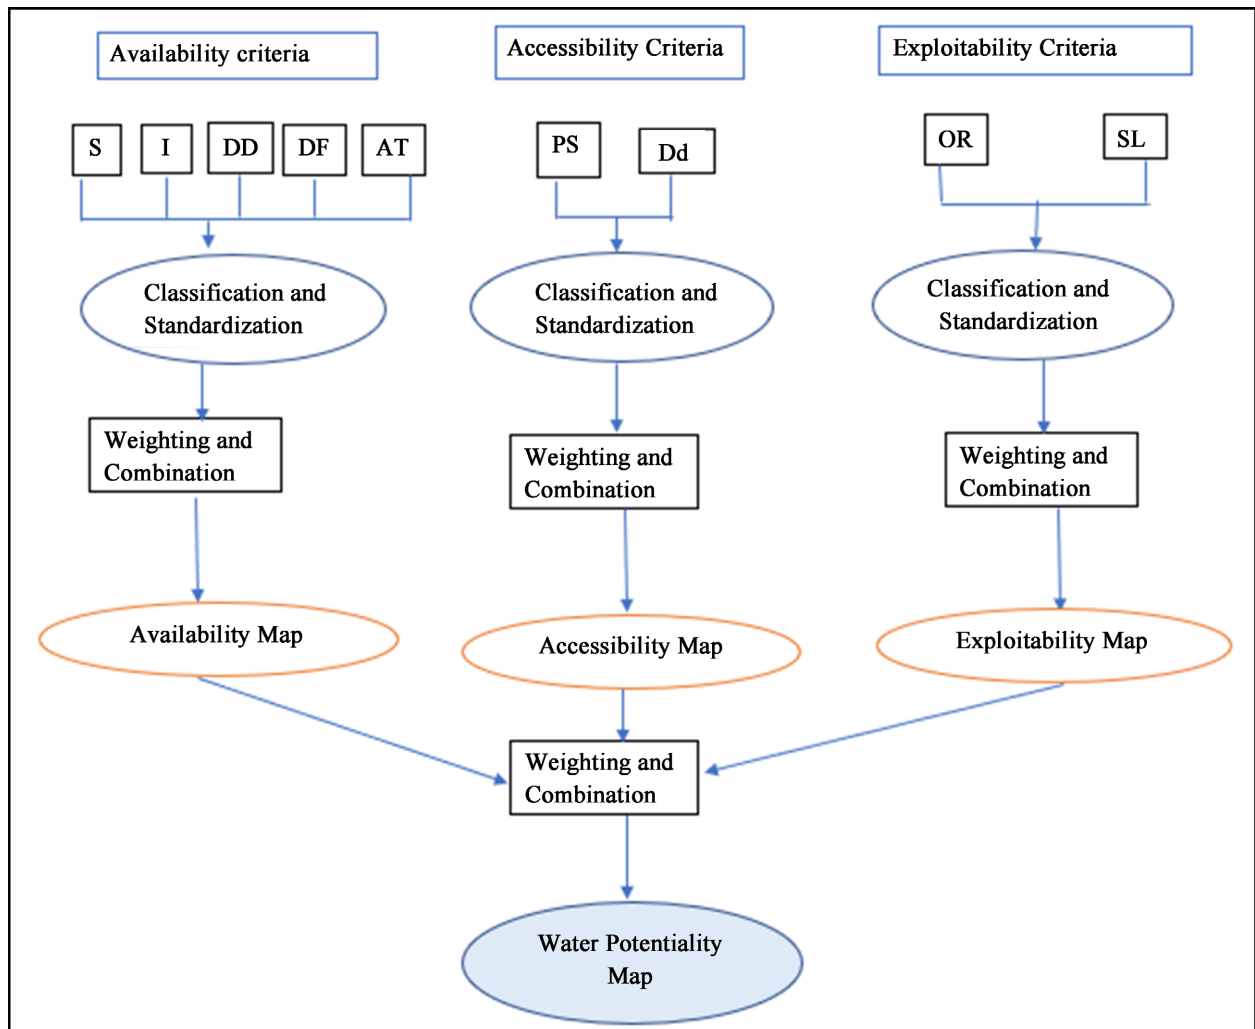 Availability criteria
Accessibility Criteria
Exploitability Criteria
S
I
DD
DF
AT
PS
Dd
OR
SL
Classification and
Standardization
Classification and
Standardization
Classification and
Standardization
Weighting and
Combination
Weighting and
Combination
Weighting and
Combination
Availability Map
Accessibility Map
Exploitability Map
Weighting and
Combination
Water Potentiality
Map